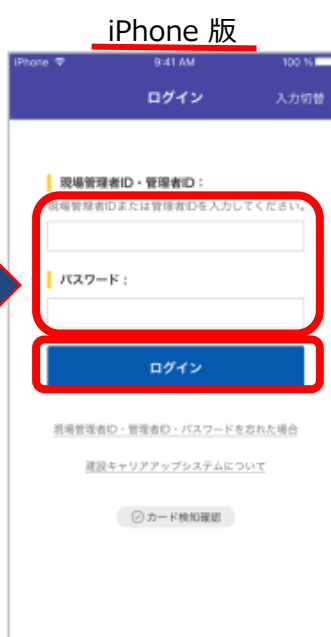 iPhone 版
iPhone 9:41 AM 100 %
ログイン 入力切替
現場管理者ID・管理者ID：
現場管理者IDまたは管理者IDを入力してください。
パスワード：
ログイン
現場管理者ID・管理者ID・パスワードを忘れた場合
建設キャリアアップシステムについて
カード検知確認